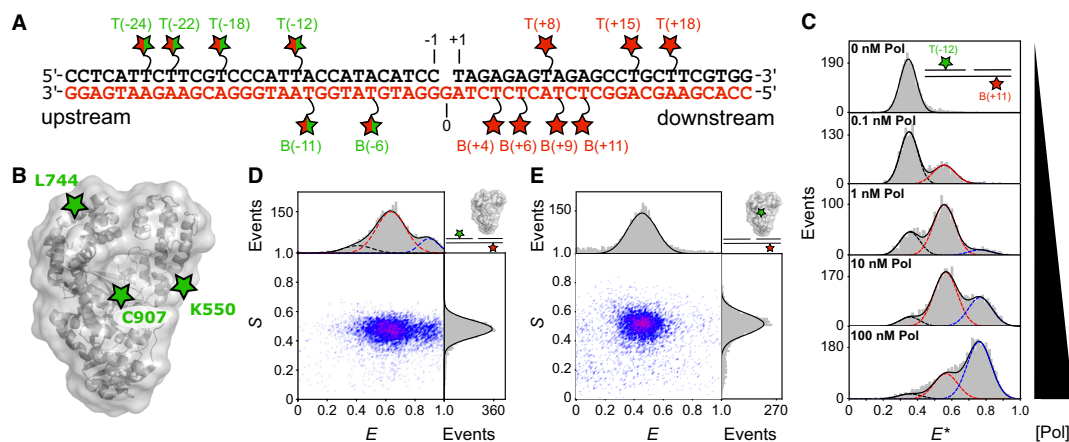 A
T(-24) T(-22) T(-18) T(-12) T(+8) T(+15) T(+18)
-1 +1
5'-CCTCATTCTTCGTCCCATTACCATACATCC TAGAGAGTAGAGCCTGCTTCGTGG-3'
3'-GGAGTAAGAAGCAGGGTAATGGTATGTAGGGATCTCTCATCTCGGACGAAGCACC-5'
upstream 0 downstream
B(-11) B(-6) B(+4) B(+6) B(+9) B(+11)
B
L744
C907
K550
D
Events
150
1.0
S
0.8
0.6
0.4
0.2
0
0 0.2 0.4 0.6 0.8 1.0 360
E Events
E
Events
150
1.0
S
0.8
0.6
0.4
0.2
0
0 0.2 0.4 0.6 0.8 1.0 270
E Events
C
0 nM Pol
T(-12)
B(+11)
190
0
0.1 nM Pol
130
0
1 nM Pol
100
0
10 nM Pol
170
0
100 nM Pol
180
0
Events
0 0.2 0.4 0.6 0.8 1.0
E* [Pol]